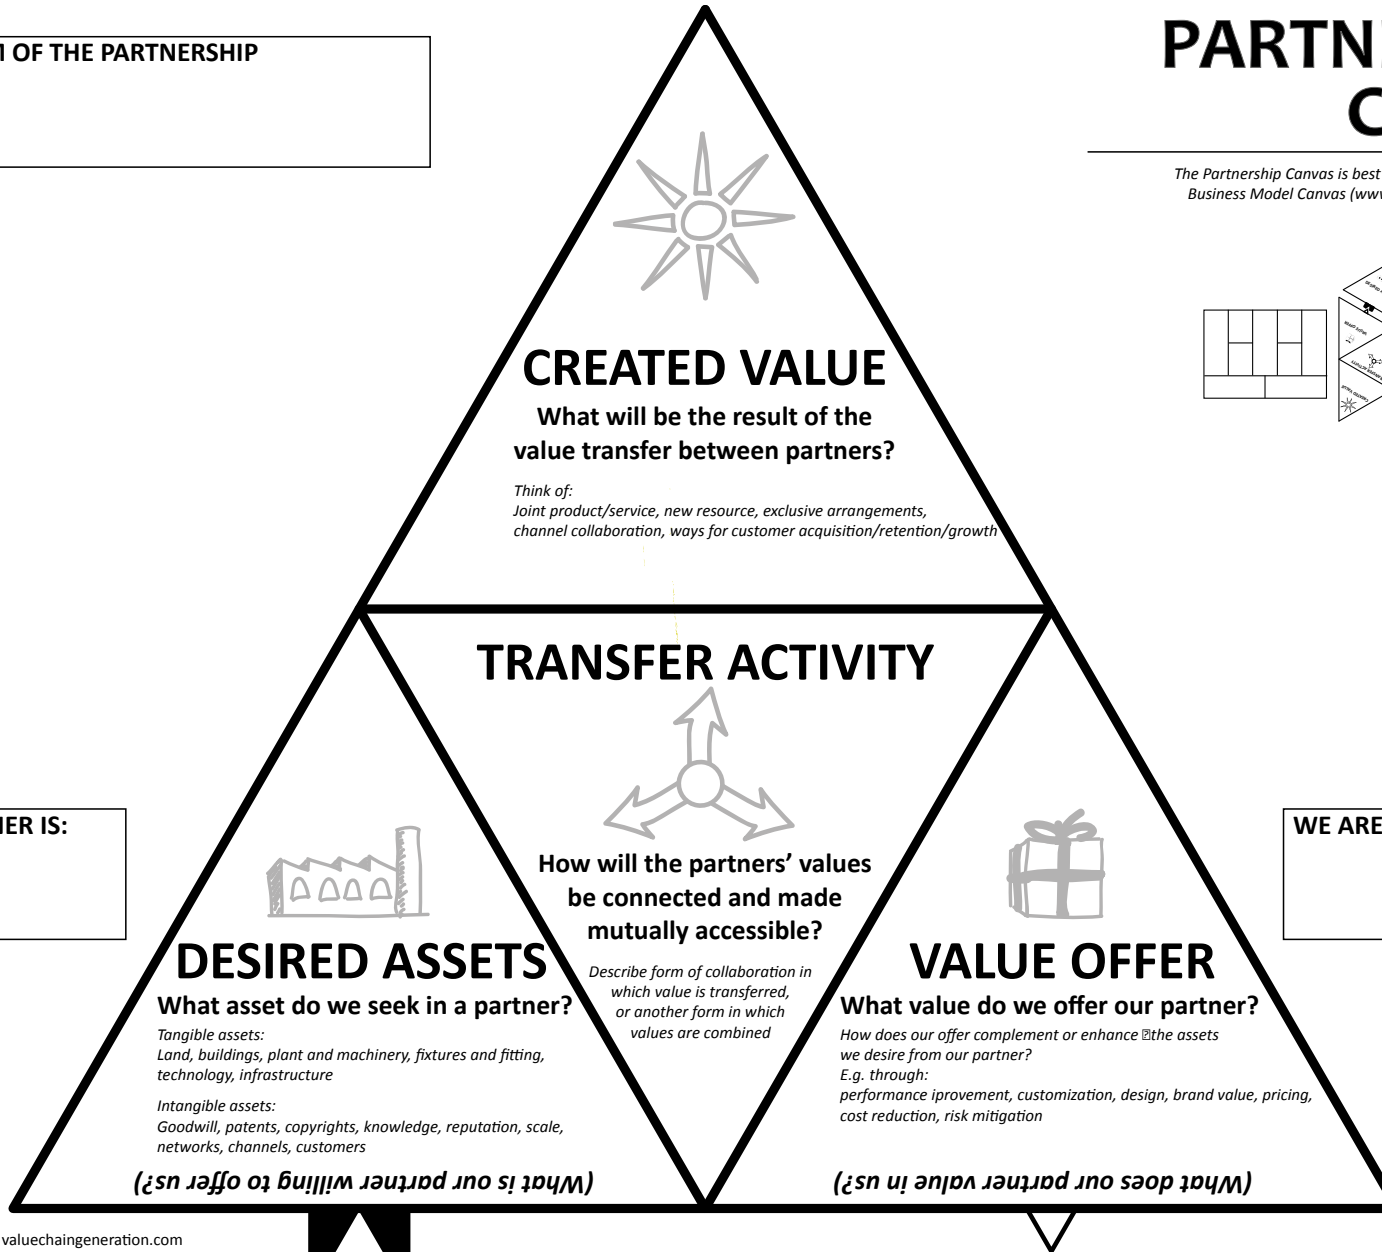 M OF THE PARTNERSHIP
PARTN
C
The Partnership Canvas is best
Business Model Canvas (www
CREATED VALUE
What will be the result of the
value transfer between partners?
Think of:
Joint product/service, new resource, exclusive arrangements,
channel collaboration, ways for customer acquisition/retention/growth
TRANSFER ACTIVITY
How will the partners’ values
be connected and made
mutually accessible?
Describe form of collaboration in
which value is transferred,
or another form in which
values are combined
NER IS:
DESIRED ASSETS
What asset do we seek in a partner?
Tangible assets:
Land, buildings, plant and machinery, fixtures and fitting,
technology, infrastructure
Intangible assets:
Goodwill, patents, copyrights, knowledge, reputation, scale,
networks, channels, customers
(What is our partner willing to offer us?)
WE ARE
VALUE OFFER
What value do we offer our partner?
How does our offer complement or enhance the assets
we desire from our partner?
E.g. through:
performance iprovement, customization, design, brand value, pricing,
cost reduction, risk mitigation
(What does our partner value in us?)
valuechaingeneration.com
CREATED VALUE
TRANSFER ACTIVITY
VALUE OFFER